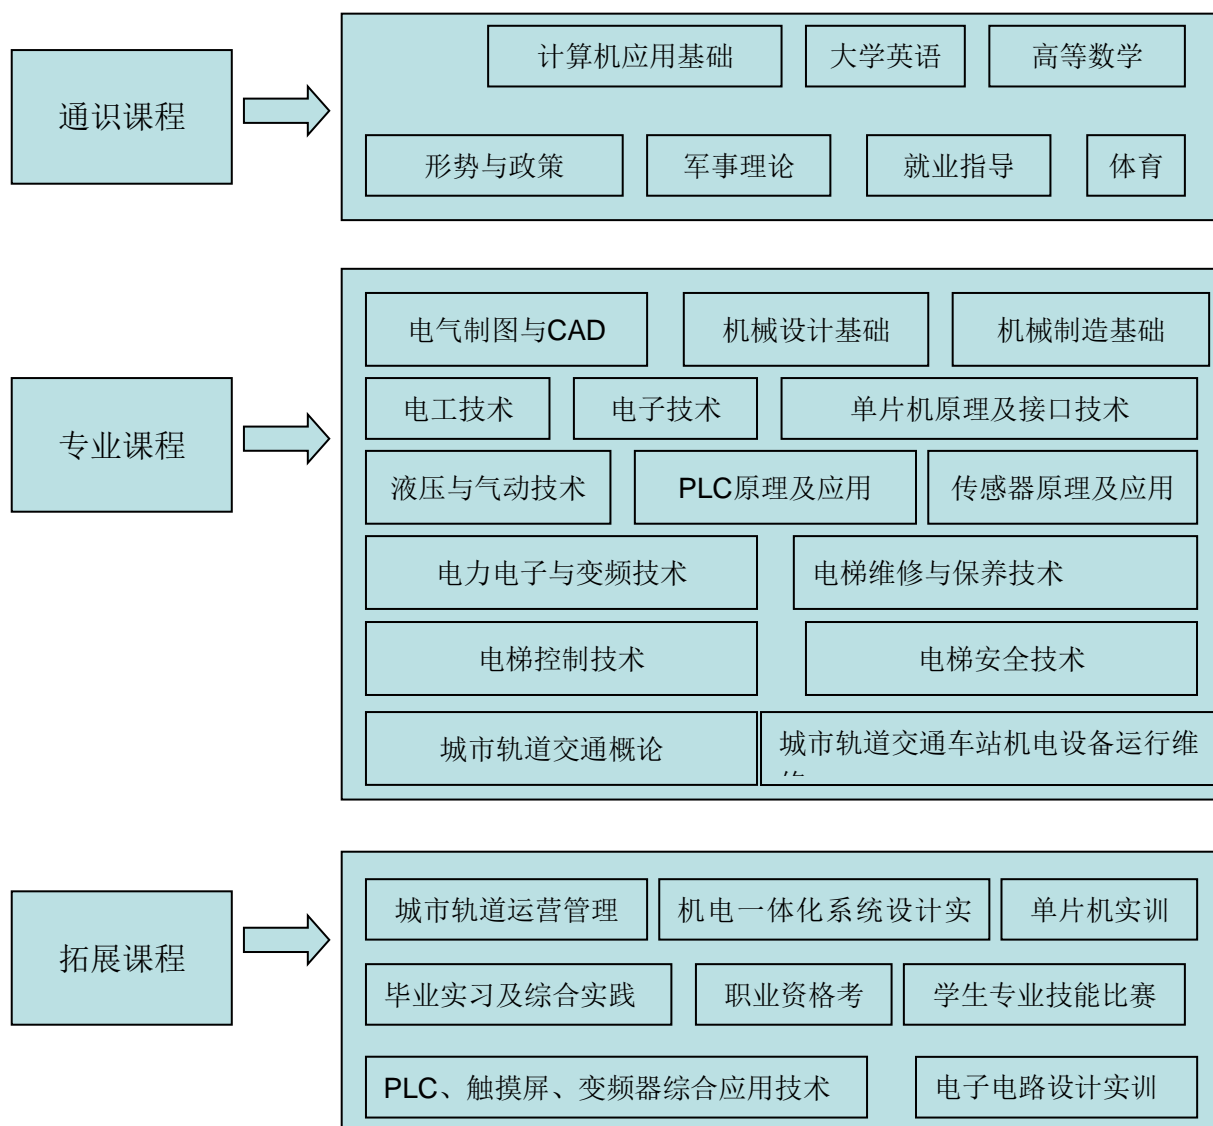 通识课程
计算机应用基础
大学英语
高等数学
形势与政策
军事理论
就业指导
体育
专业课程
电气制图与CAD
机械设计基础
机械制造基础
电工技术
电子技术
单片机原理及接口技术
液压与气动技术
PLC原理及应用
传感器原理及应用
电力电子与变频技术
电梯维修与保养技术
电梯控制技术
电梯安全技术
城市轨道交通概论
城市轨道交通车站机电设备运行维
拓展课程
城市轨道运营管理
机电一体化系统设计实
单片机实训
毕业实习及综合实践
职业资格考
学生专业技能比赛
PLC、触摸屏、变频器综合应用技术
电子电路设计实训